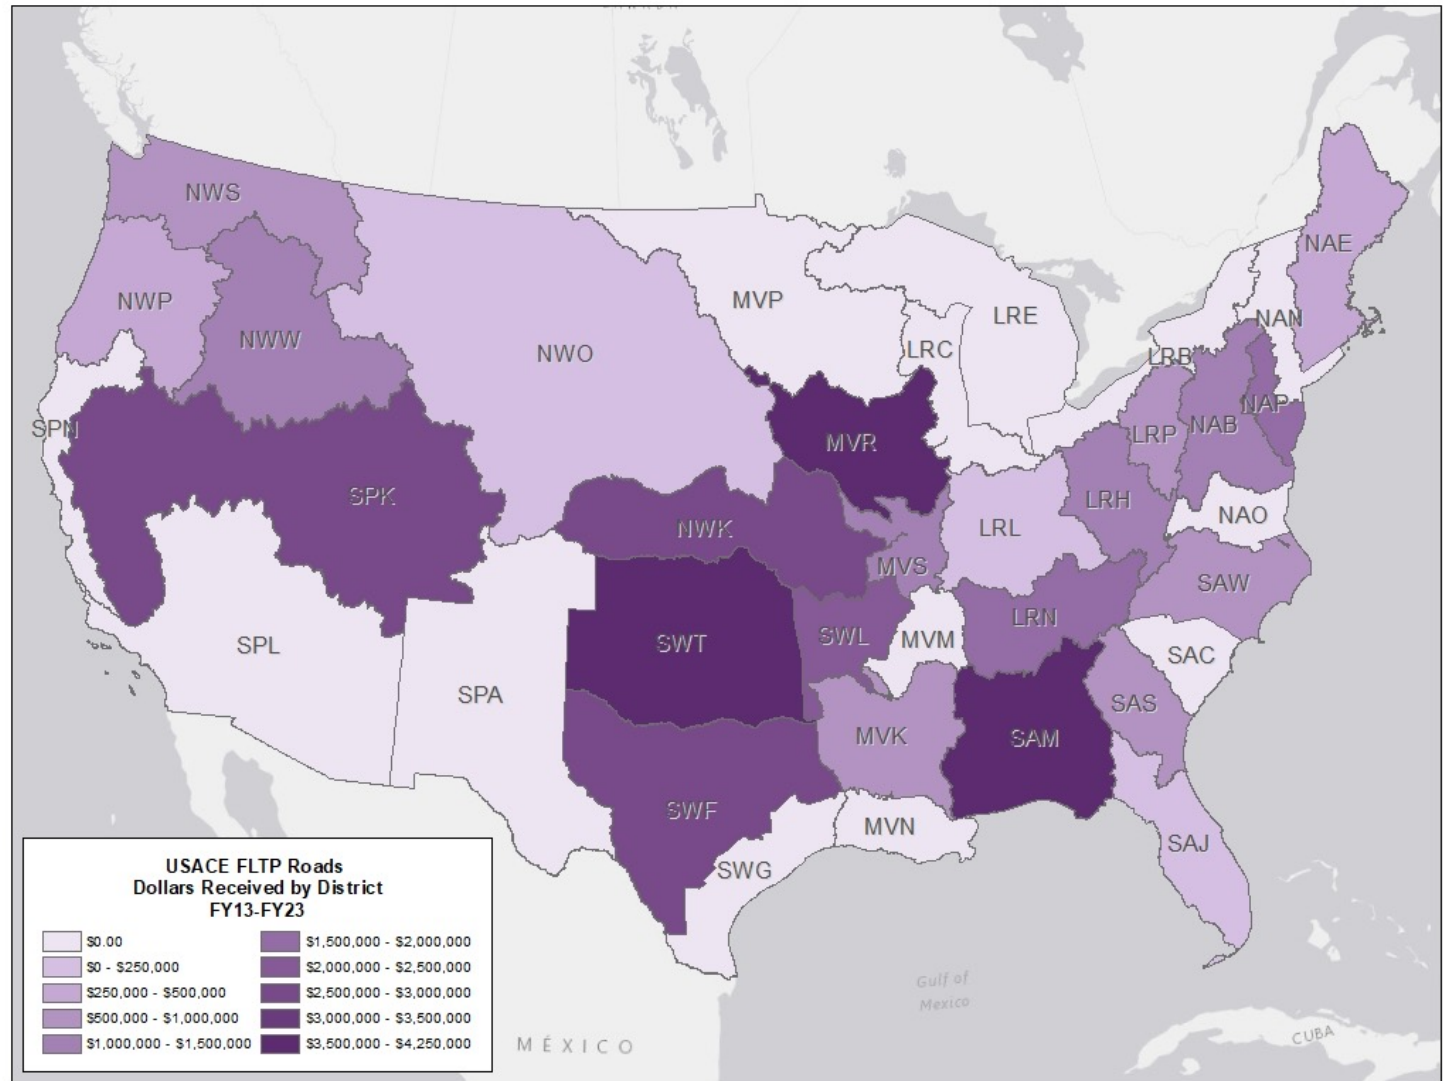 NWS
NAE
NWP
MVP
LRE
NAN
NWW
NWO
LRC
LRB
SPN
MVR
LRP
NAB
NAP
SPK
NWK
LRH
NAO
LRL
MVS
SAW
SPL
SWT
SWL
MVM
LRN
SAC
SPA
SAS
MVK
SAM
SWF
MVN
SAJ
SWG
USACE FLTP Roads
Dollars Received by District
FY13-FY23
$0.00
$0 - $250,000
$250,000 - $500,000
$500,000 - $1,000,000
$1,000,000 - $1,500,000
$1,500,000 - $2,000,000
$2,000,000 - $2,500,000
$2,500,000 - $3,000,000
$3,000,000 - $3,500,000
$3,500,000 - $4,250,000
Gulf of
Mexico
MÉXICO
CUBA